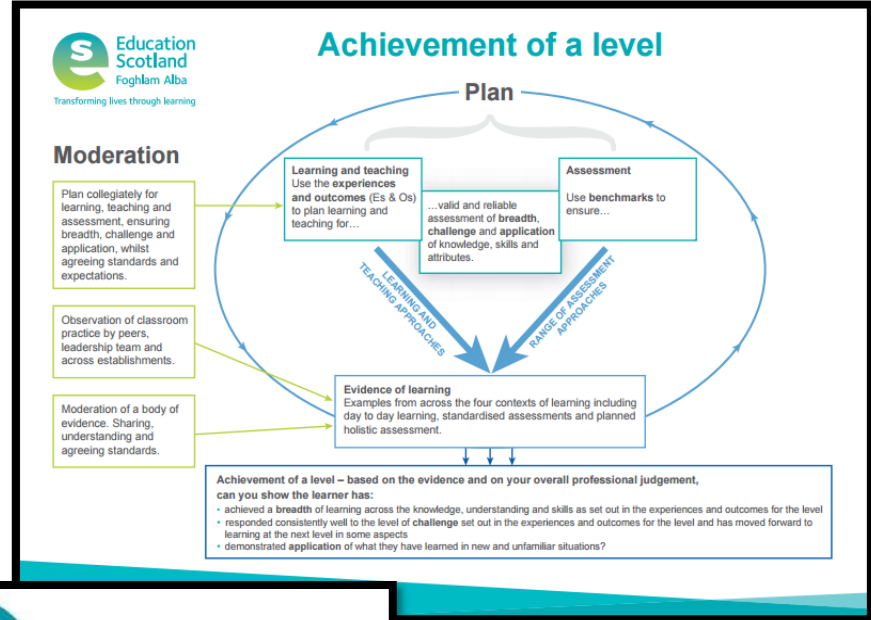 Education
Scotland
Foghlam Alba
Transforming lives through learning
Achievement of a level
Plan
Moderation
Plan collegiately for
learning, teaching and
assessment, ensuring
breadth, challenge and
application, whilst
agreeing standards and
expectations.
Observation of classroom
practice by peers,
leadership team and
across establishments.
Moderation of a body of
evidence. Sharing,
understanding and
agreeing standards.
Learning and teaching
Use the experiences
and outcomes (Es & Os)
to plan learning and
teaching for…
…valid and reliable
assessment of breadth,
challenge and application
of knowledge, skills and
attributes.
Assessment
Use benchmarks to
ensure…
LEARNING AND
TEACHING APPROACHES
RANGE OF ASSESSMENT
APPROACHES
Evidence of learning
Examples from across the four contexts of learning including
day to day learning, standardised assessments and planned
holistic assessment.
Achievement of a level – based on the evidence and on your overall professional judgement,
can you show the learner has:
• achieved a breadth of learning across the knowledge, understanding and skills as set out in the experiences and outcomes for the level
• responded consistently well to the level of challenge set out in the experiences and outcomes for the level and has moved forward to
learning at the next level in some aspects
• demonstrated application of what they have learned in new and unfamiliar situations?